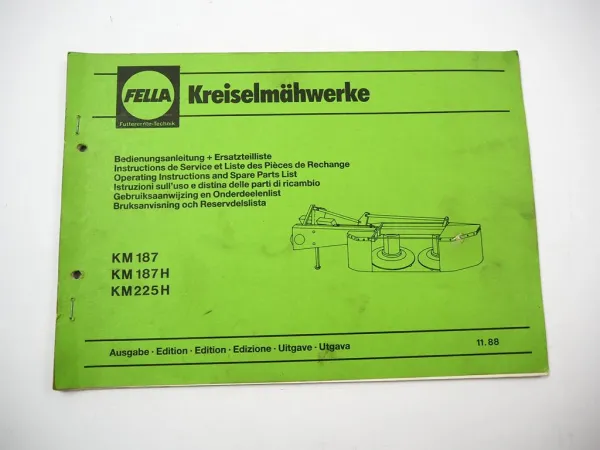 FELLA
Futterernte-Technik
Kreiselmähwerke
Bedienungsanleitung + Ersatzteilliste
Instructions de Service et Liste des Pièces de Rechange
Operating Instructions and Spare Parts List
Istruzioni sull'uso e distina delle parti di ricambio
Gebruiksaanwijzing en Onderdeelenlist
Bruksanvisning och Reservdelslista
KM 187
KM 187 H
KM 225 H
Ausgabe · Edition · Edition · Edizione · Uitgave · Utgava
11.88